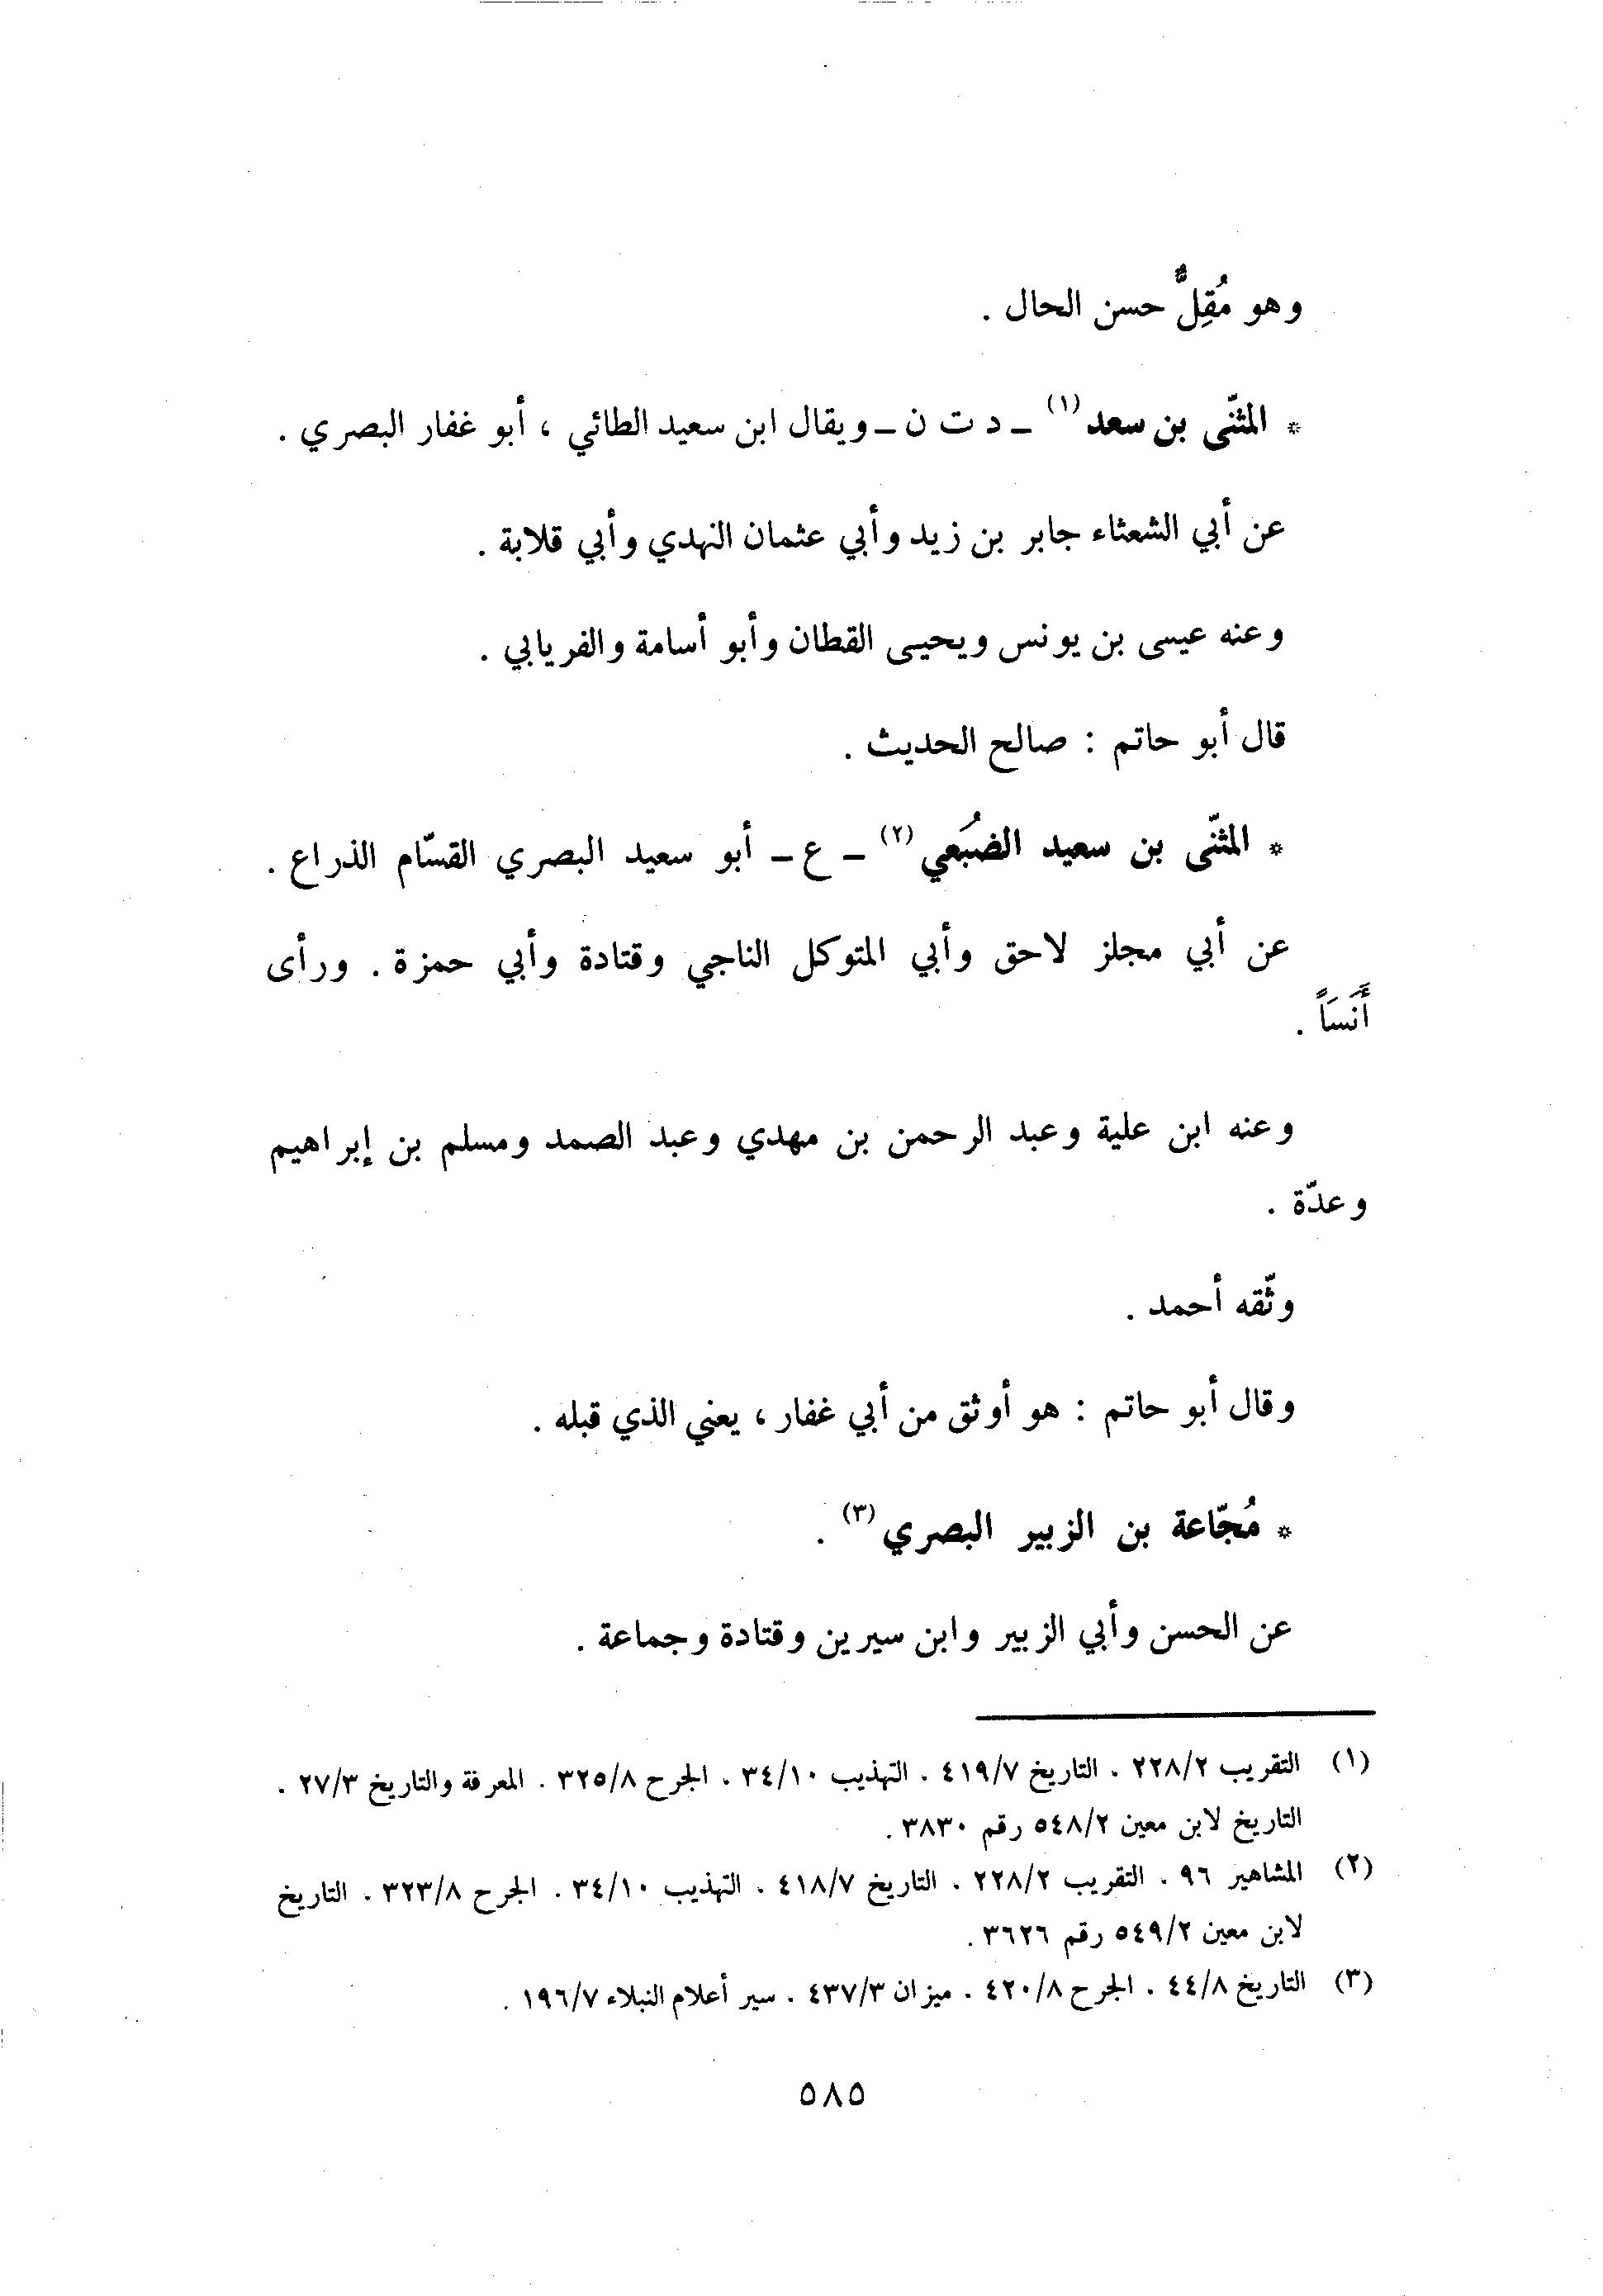 وهو مُقِلٌّ حسن الحال .
* المثنّى بن سعد (١) ـ د ت ن ـ ويقال ابن سعيد الطائي ، أبو غفار البصري .
عن أبي الشعثاء جابر بن زيد وأبي عثمان النهدي وأبي قلابة .
وعنه عيسى بن يونس ويحيى القطان وأبو أسامة والفريابي .
قال أبو حاتم : صالح الحديث .
* المثنّى بن سعيد الضُبَعي (٢) ـ ع ـ أبو سعيد البصري القسّام الذراع .
عن أبي مجلز لاحق وأبي المتوكل الناجي وقتادة وأبي حمزة . ورأى
أَنَسَاً .
وعنه ابن علية وعبد الرحمن بن مهدي وعبد الصمد ومسلم بن إبراهيم
وعدّة .
وثّقه أحمد .
وقال أبو حاتم : هو أوثق من أبي غفار ، يعني الذي قبله .
* مُجّاعة بن الزبير البصري (٣) .
عن الحسن وأبي الزبير وابن سيرين وقتادة وجماعة .
(١) التقريب ٢٢٨/٢ . التاريخ ٤١٩/٧ . التهذيب ٣٤/١٠ . الجرح ٣٢٥/٨ . المعرفة والتاريخ ٢٧/٣ .
التاريخ لابن معين ٥٤٨/٢ رقم ٣٨٣٠ .
(٢) المشاهير ٩٦ . التقريب ٢٢٨/٢ . التاريخ ٤١٨/٧ . التهذيب ٣٤/١٠ . الجرح ٣٢٣/٨ . التاريخ
لابن معين ٥٤٩/٢ رقم ٣٦٢٦ .
(٣) التاريخ ٤٤/٨ . الجرح ٤٢٠/٨ . ميزان ٤٣٧/٣ . سير أعلام النبلاء ١٩٦/٧ .
٥٨٥